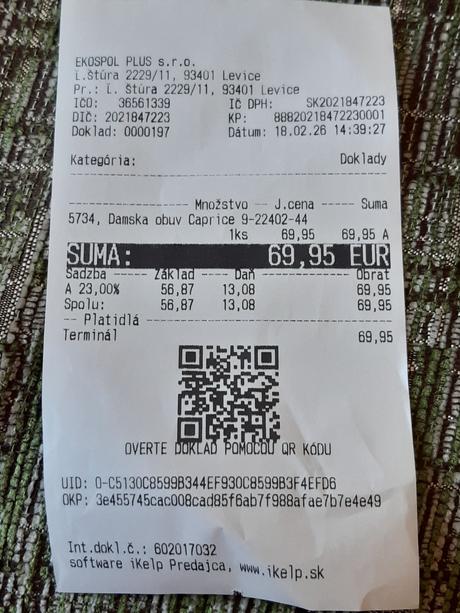 EKOSPOL PLUS s.r.o.
Ľ.Štúra 2229/11, 93401 Levice
Pr.: Ľ. Štúra 2229/11, 93401 Levice
IČO: 36561339 IČ DPH: SK2021847223
DIČ: 2021847223 KP: 88820218472230001
Doklad: 0000197 Dátum: 18.02.26 14:39:27
Kategória: Doklady
Množstvo J.cena Suma
5734, Damska obuv Caprice 9-22402-44
1ks 69,95 69,95 A
SUMA: 69,95 EUR
Sadzba Základ Daň Obrat
A 23,00% 56,87 13,08 69,95
Spolu: 56,87 13,08 69,95
-- Platidlá
Terminál 69,95
OVERTE DOKLAD POMOCOU QR KÓDU
UID: O-C5130C8599B344EF930C8599B3F4EFD6
OKP: 3e455745cac008cad85f6ab7f988afae7b7e4e49
Int.dokl.č.: 602017032
software iKelp Predajca, www.ikelp.sk